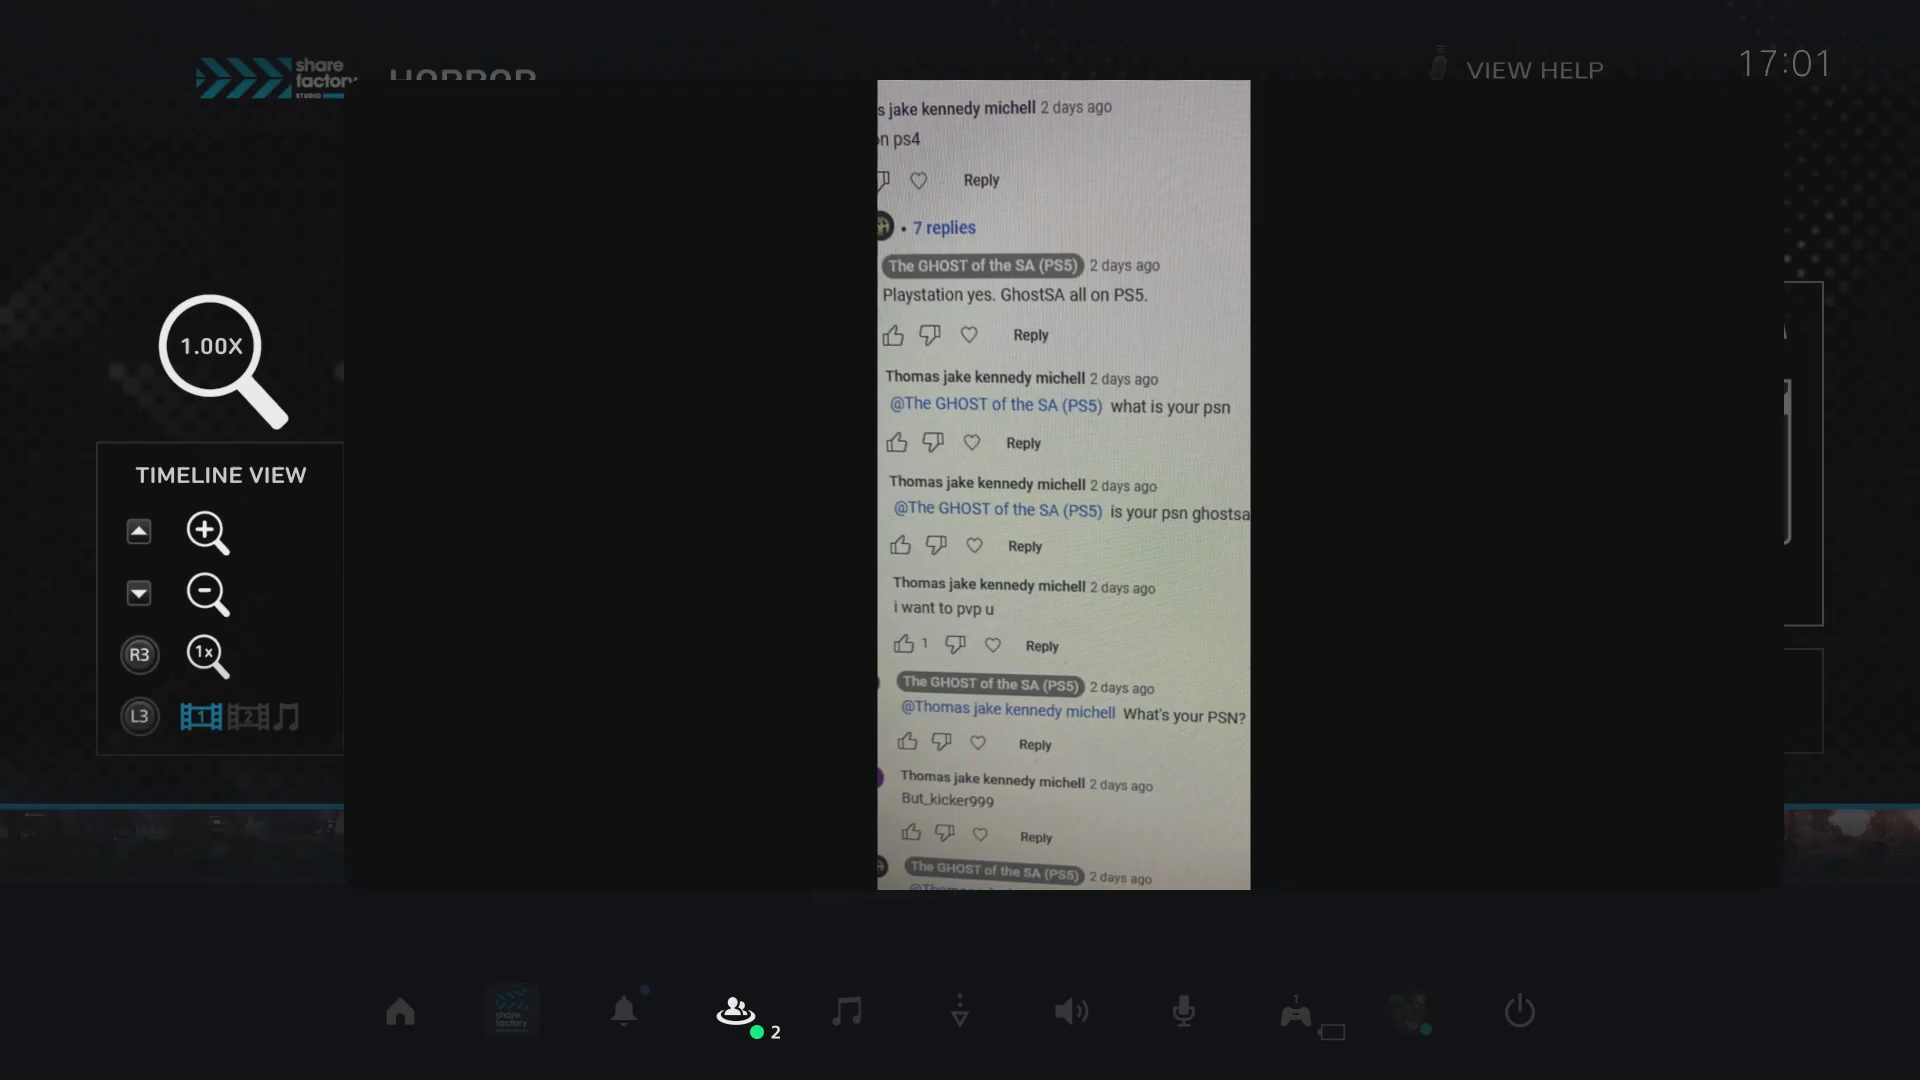 share
factory
STUDIO
HORROR
VIEW HELP
17:01
1.00X
TIMELINE VIEW
R3
1x
L3
1
2
s jake kennedy michell 2 days ago
on ps4
Reply
• 7 replies
The GHOST of the SA (PS5) 2 days ago
Playstation yes. GhostSA all on PS5.
Reply
Thomas jake kennedy michell 2 days ago
@The GHOST of the SA (PS5) what is your psn
Reply
Thomas jake kennedy michell 2 days ago
@The GHOST of the SA (PS5) is your psn ghostsa
Reply
Thomas jake kennedy michell 2 days ago
i want to pvp u
1
Reply
The GHOST of the SA (PS5) 2 days ago
@Thomas jake kennedy michell What's your PSN?
Reply
Thomas jake kennedy michell 2 days ago
But_kicker999
Reply
The GHOST of the SA (PS5) 2 days ago
share
factory
2
1